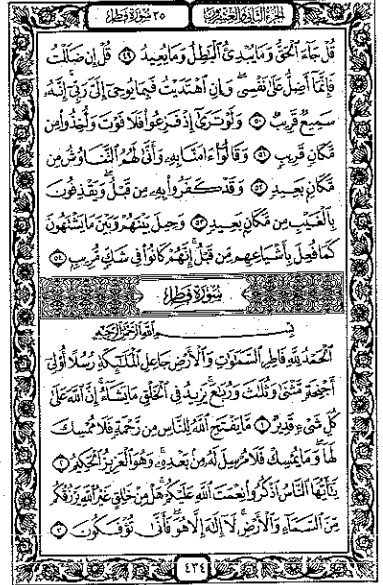 الجزء الثاني والعشرون ٣٥ سورة فاطر
قُلْ جَآءَ ٱلْحَقُّ وَمَا يُبْدِئُ ٱلْبَٰطِلُ وَمَا يُعِيدُ ٤٩ قُلْ إِن ضَلَلْتُ
فَإِنَّمَآ أَضِلُّ عَلَىٰ نَفْسِى وَإِنِ ٱهْتَدَيْتُ فَبِمَا يُوحِىٓ إِلَىَّ رَبِّىٓ إِنَّهُۥ
سَمِيعٌ قَرِيبٌ ٥٠ وَلَوْ تَرَىٰٓ إِذْ فَزِعُوا۟ فَلَا فَوْتَ وَأُخِذُوا۟ مِن
مَّكَانٍ قَرِيبٍ ٥١ وَقَالُوٓا۟ ءَامَنَّا بِهِۦ وَأَنَّىٰ لَهُمُ ٱلتَّنَاوُشُ مِن
مَّكَانٍۭ بَعِيدٍ ٥٢ وَقَدْ كَفَرُوا۟ بِهِۦ مِن قَبْلُ وَيَقْذِفُونَ
بِٱلْغَيْبِ مِن مَّكَانٍۭ بَعِيدٍ ٥٣ وَحِيلَ بَيْنَهُمْ وَبَيْنَ مَا يَشْتَهُونَ
كَمَا فُعِلَ بِأَشْيَاعِهِم مِّن قَبْلُ إِنَّهُمْ كَانُوا۟ فِى شَكٍّ مُّرِيبٍۭ ٥٤
سورة فاطر
بِسْمِ ٱللَّهِ ٱلرَّحْمَٰنِ ٱلرَّحِيمِ
ٱلْحَمْدُ لِلَّهِ فَاطِرِ ٱلسَّمَٰوَٰتِ وَٱلْأَرْضِ جَاعِلِ ٱلْمَلَٰٓئِكَةِ رُسُلًا أُو۟لِىٓ
أَجْنِحَةٍ مَّثْنَىٰ وَثُلَٰثَ وَرُبَٰعَ يَزِيدُ فِى ٱلْخَلْقِ مَا يَشَآءُ إِنَّ ٱللَّهَ عَلَىٰ
كُلِّ شَىْءٍ قَدِيرٌ ١ مَّا يَفْتَحِ ٱللَّهُ لِلنَّاسِ مِن رَّحْمَةٍ فَلَا مُمْسِكَ
لَهَا وَمَا يُمْسِكْ فَلَا مُرْسِلَ لَهُۥ مِنۢ بَعْدِهِۦ وَهُوَ ٱلْعَزِيزُ ٱلْحَكِيمُ ٢
يَٰٓأَيُّهَا ٱلنَّاسُ ٱذْكُرُوا۟ نِعْمَتَ ٱللَّهِ عَلَيْكُمْ هَلْ مِنْ خَٰلِقٍ غَيْرُ ٱللَّهِ يَرْزُقُكُم
مِّنَ ٱلسَّمَآءِ وَٱلْأَرْضِ لَآ إِلَٰهَ إِلَّا هُوَ فَأَنَّىٰ تُؤْفَكُونَ ٣
٤٣٤